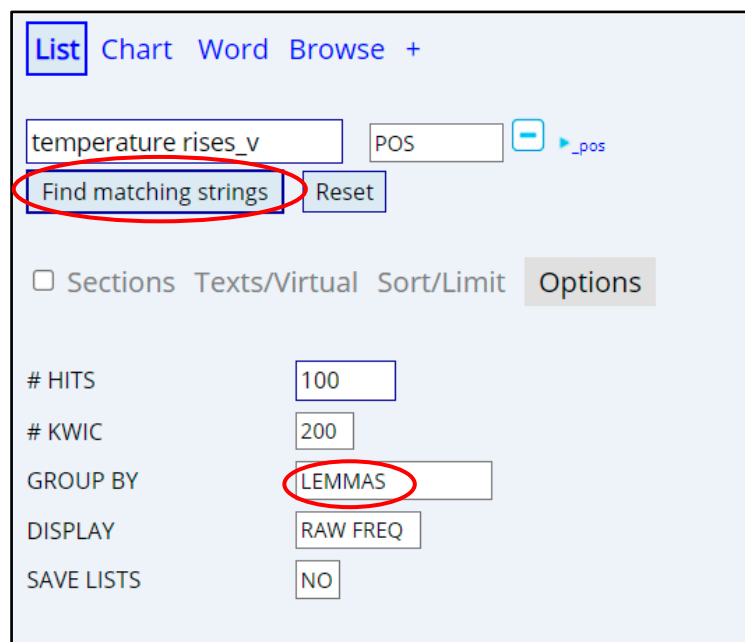 List Chart Word Browse +
temperature rises_v POS _pos
Find matching strings Reset
Sections Texts/Virtual Sort/Limit Options
# HITS 100
# KWIC 200
GROUP BY LEMMAS
DISPLAY RAW FREQ
SAVE LISTS NO